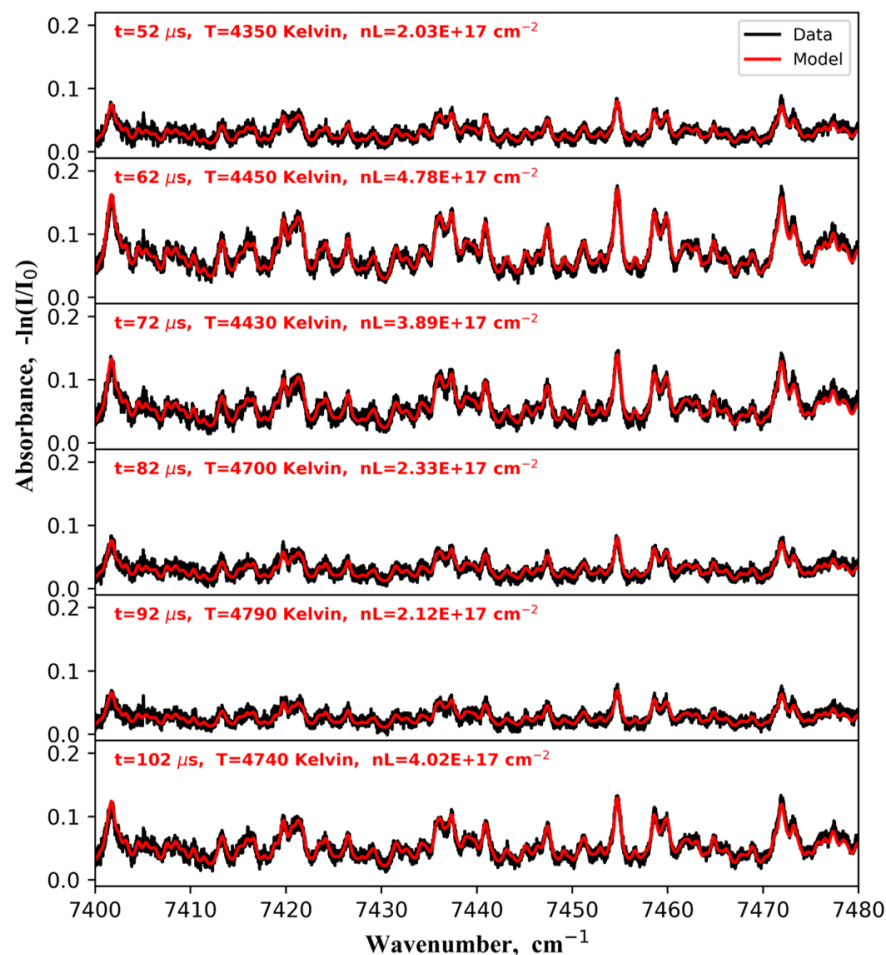 t=52 μs, T=4350 Kelvin, nL=2.03E+17 cm⁻²
Data
Model
0.2
0.1
0.0
t=62 μs, T=4450 Kelvin, nL=4.78E+17 cm⁻²
0.2
0.1
0.0
t=72 μs, T=4430 Kelvin, nL=3.89E+17 cm⁻²
0.2
0.1
0.0
t=82 μs, T=4700 Kelvin, nL=2.33E+17 cm⁻²
0.2
0.1
0.0
t=92 μs, T=4790 Kelvin, nL=2.12E+17 cm⁻²
0.2
0.1
0.0
t=102 μs, T=4740 Kelvin, nL=4.02E+17 cm⁻²
0.2
0.1
0.0
Absorbance, -ln(I/I₀)
7400 7410 7420 7430 7440 7450 7460 7470 7480
Wavenumber, cm⁻¹